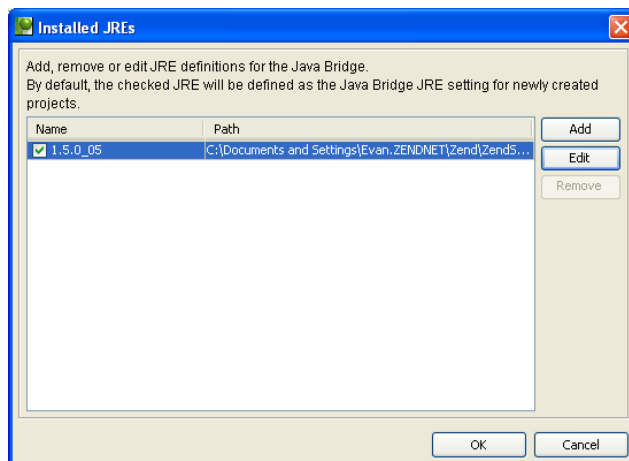 Installed JREs
Add, remove or edit JRE definitions for the Java Bridge.
By default, the checked JRE will be defined as the Java Bridge JRE setting for newly created
projects.
Name Path
1.5.0_05 C:\Documents and Settings\Evan.ZENDNET\Zend\ZendS...
Add
Edit
Remove
OK Cancel